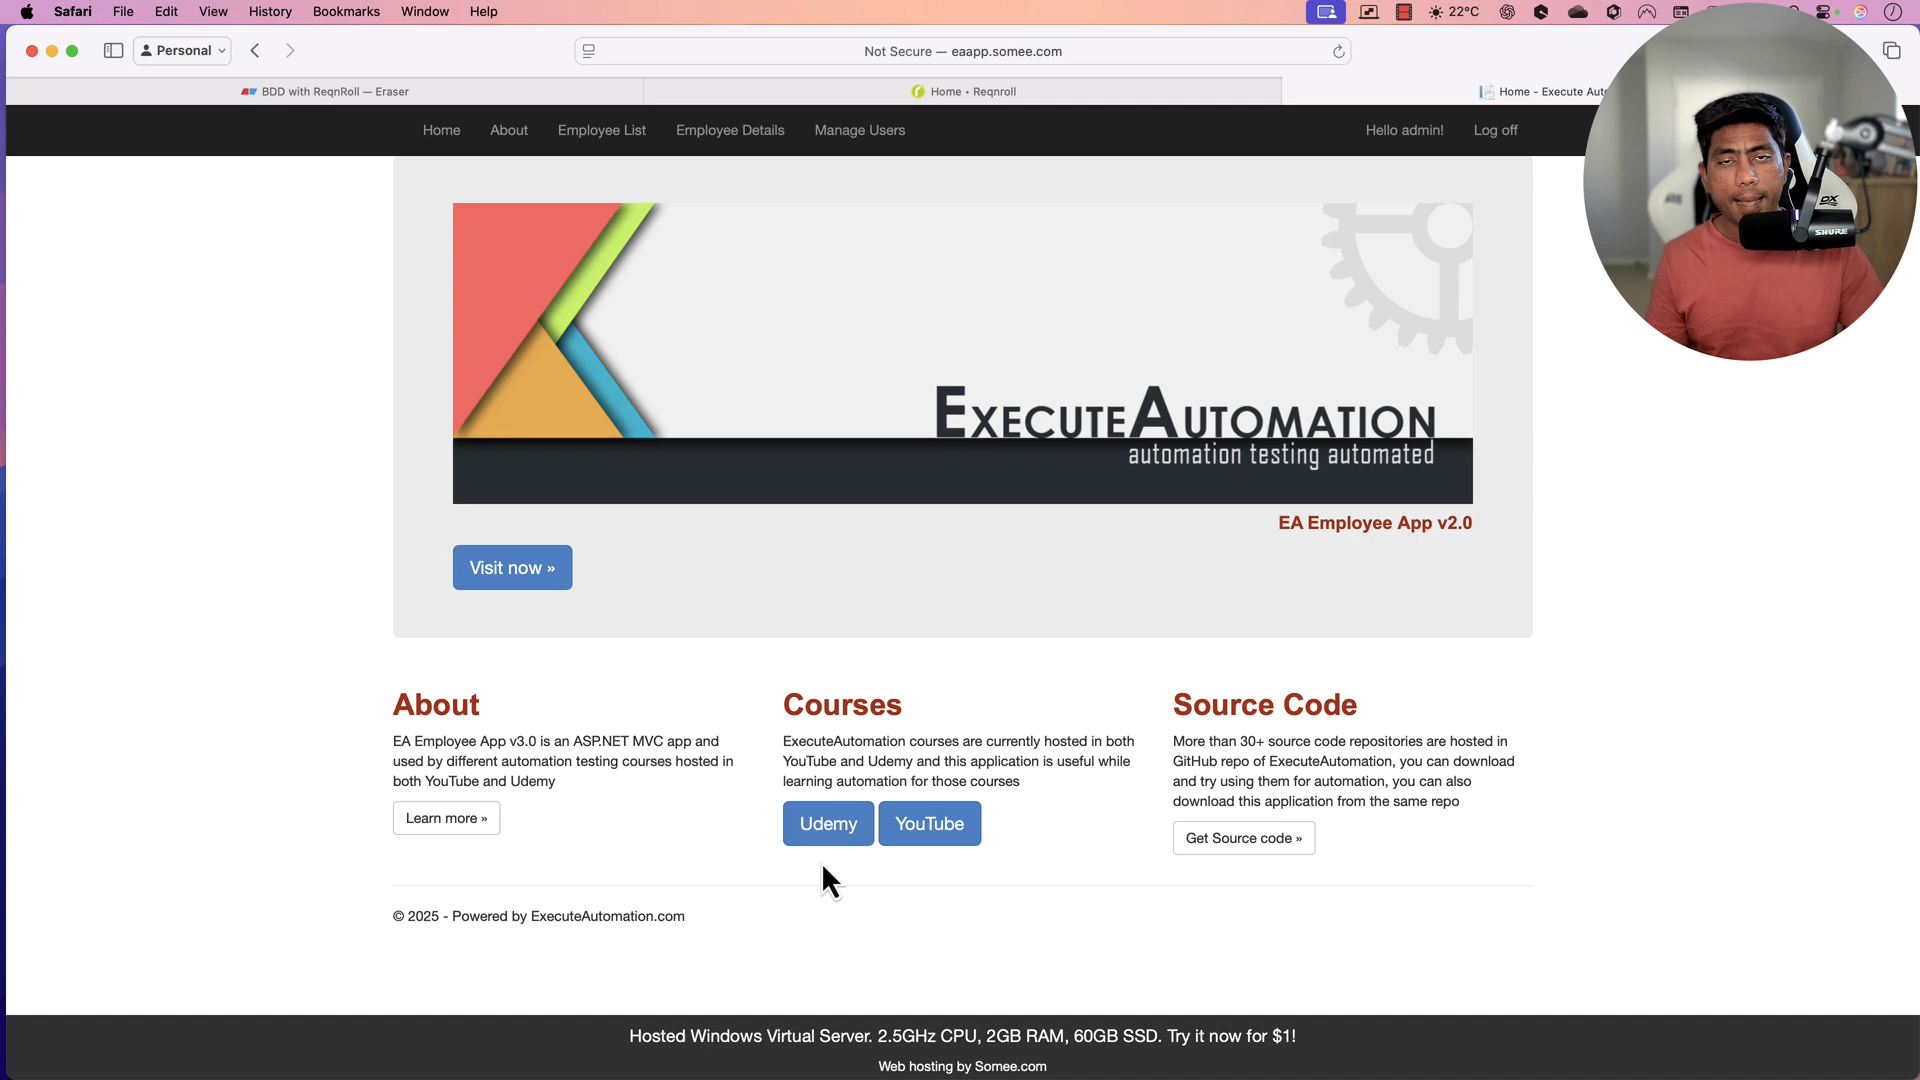 Safari File Edit View History Bookmarks Window Help 22°C
Personal
Not Secure — eaapp.somee.com
BDD with ReqnRoll — Eraser
Home • Reqnroll
Home - Execute Auto
Home About Employee List Employee Details Manage Users Hello admin! Log off
DX
SHURE
EXECUTEAUTOMATION
automation testing automated
EA Employee App v2.0
Visit now »
About
EA Employee App v3.0 is an ASP.NET MVC app and
used by different automation testing courses hosted in
both YouTube and Udemy
Learn more »
Courses
ExecuteAutomation courses are currently hosted in both
YouTube and Udemy and this application is useful while
learning automation for those courses
Udemy YouTube
Source Code
More than 30+ source code repositories are hosted in
GitHub repo of ExecuteAutomation, you can download
and try using them for automation, you can also
download this application from the same repo
Get Source code »
© 2025 - Powered by ExecuteAutomation.com
Hosted Windows Virtual Server. 2.5GHz CPU, 2GB RAM, 60GB SSD. Try it now for $1!
Web hosting by Somee.com